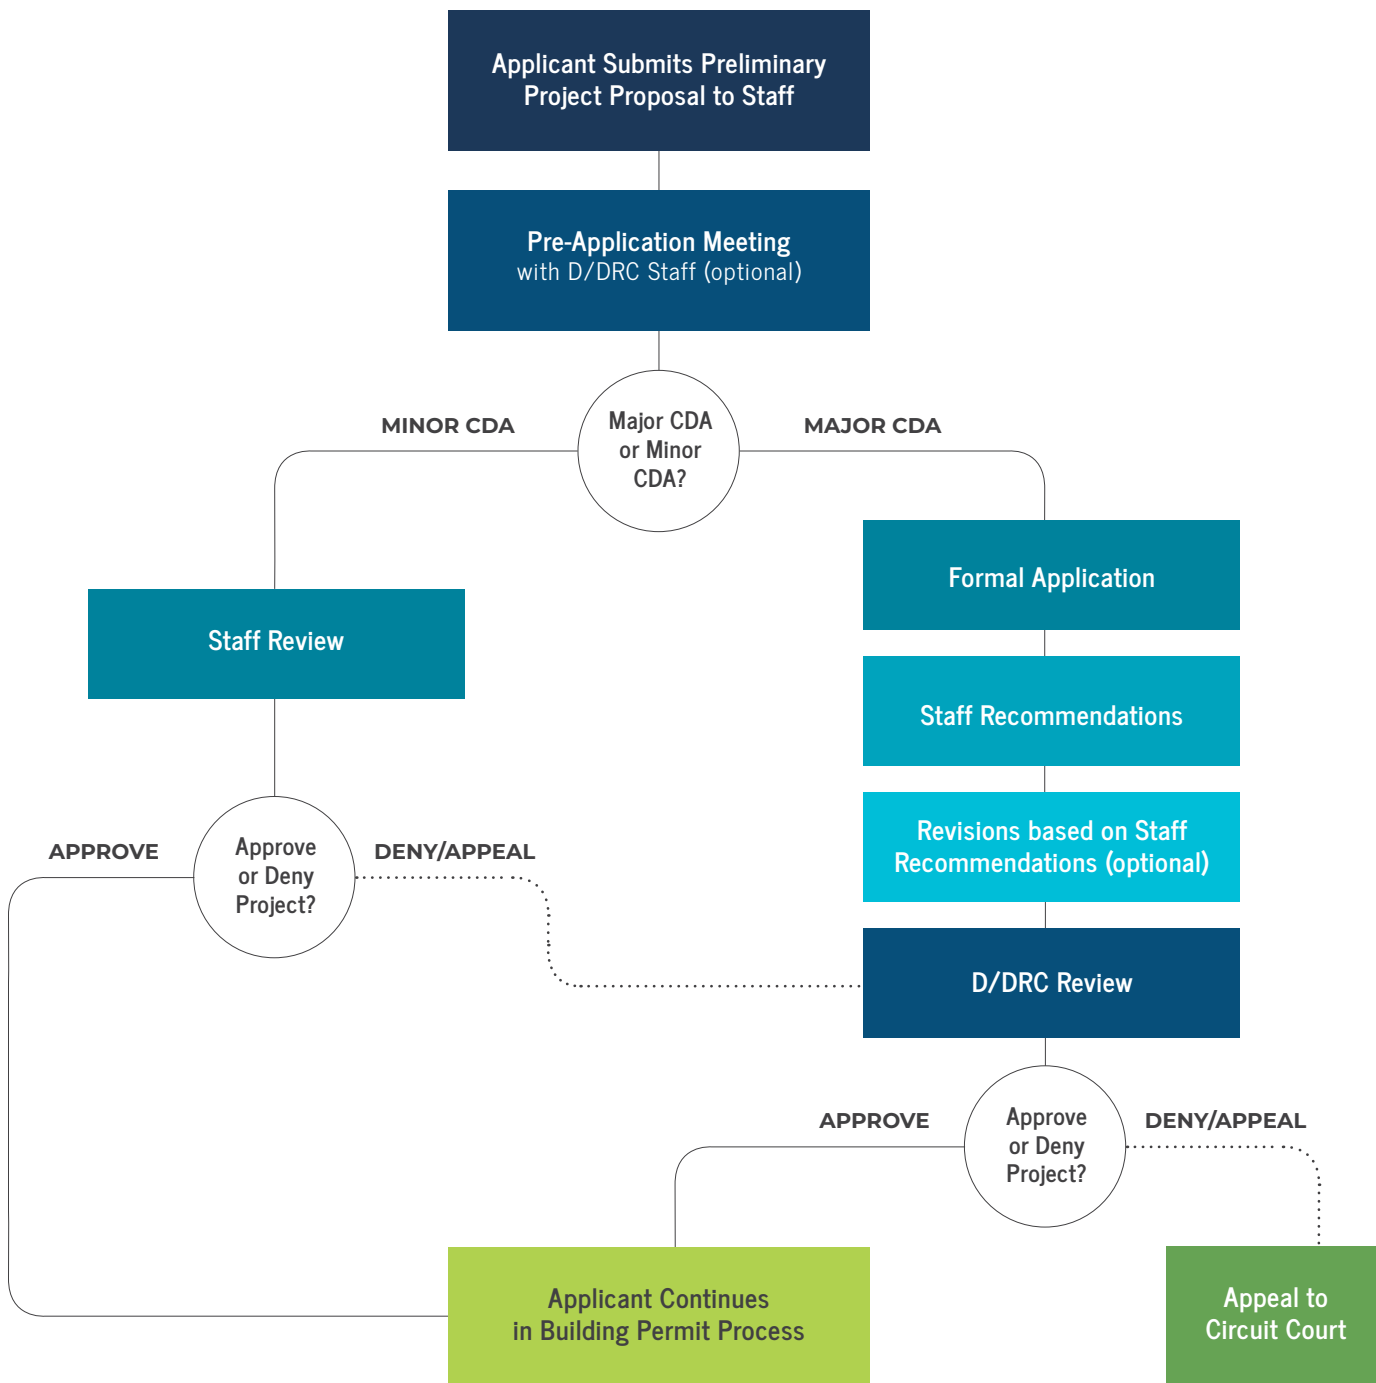 Applicant Submits Preliminary
Project Proposal to Staff
Pre-Application Meeting
with D/DRC Staff (optional)
MINOR CDA
Major CDA
or Minor
CDA?
MAJOR CDA
Formal Application
Staff Review
Staff Recommendations
Revisions based on Staff
Recommendations (optional)
APPROVE
Approve
or Deny
Project?
DENY/APPEAL
D/DRC Review
APPROVE
Approve
or Deny
Project?
DENY/APPEAL
Applicant Continues
in Building Permit Process
Appeal to
Circuit Court